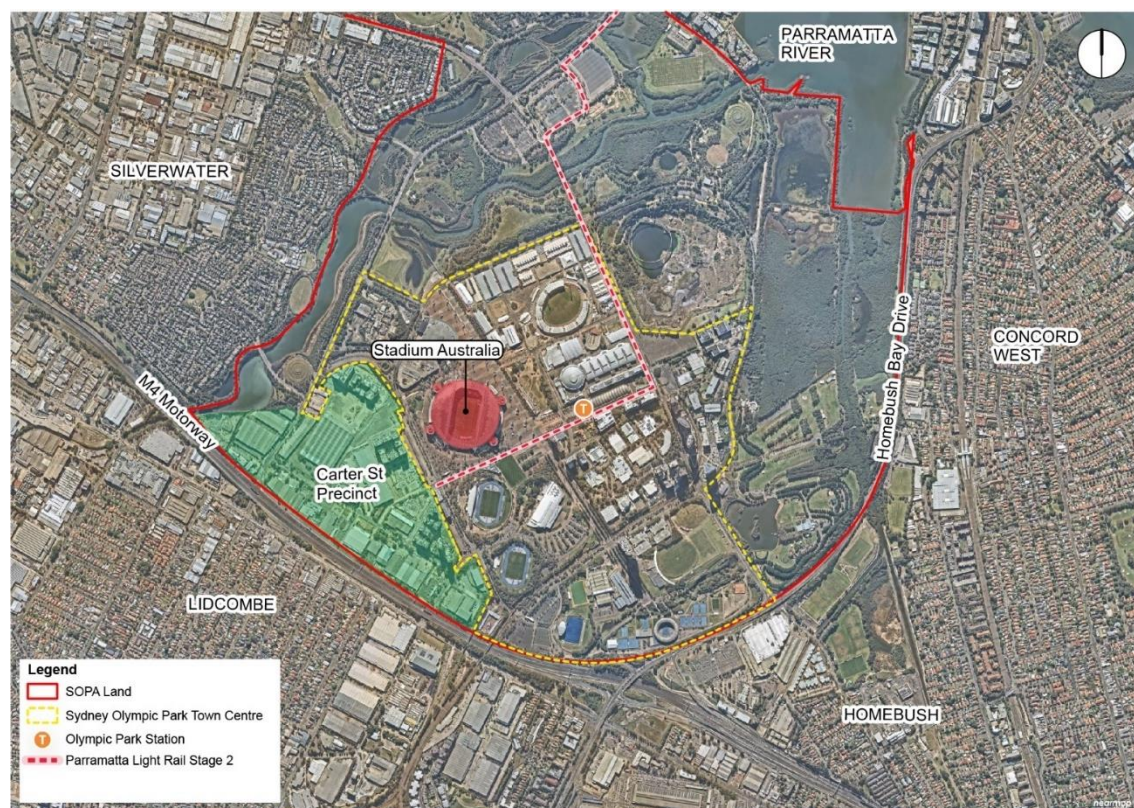 PARRAMATTA
RIVER
SILVERWATER
Stadium Australia
CONCORD
WEST
Homebush Bay Drive
M4 Motorway
T
Carter St
Precinct
LIDCOMBE
HOMEBUSH
Legend
SOPA Land
Sydney Olympic Park Town Centre
T Olympic Park Station
Parramatta Light Rail Stage 2
nearmap